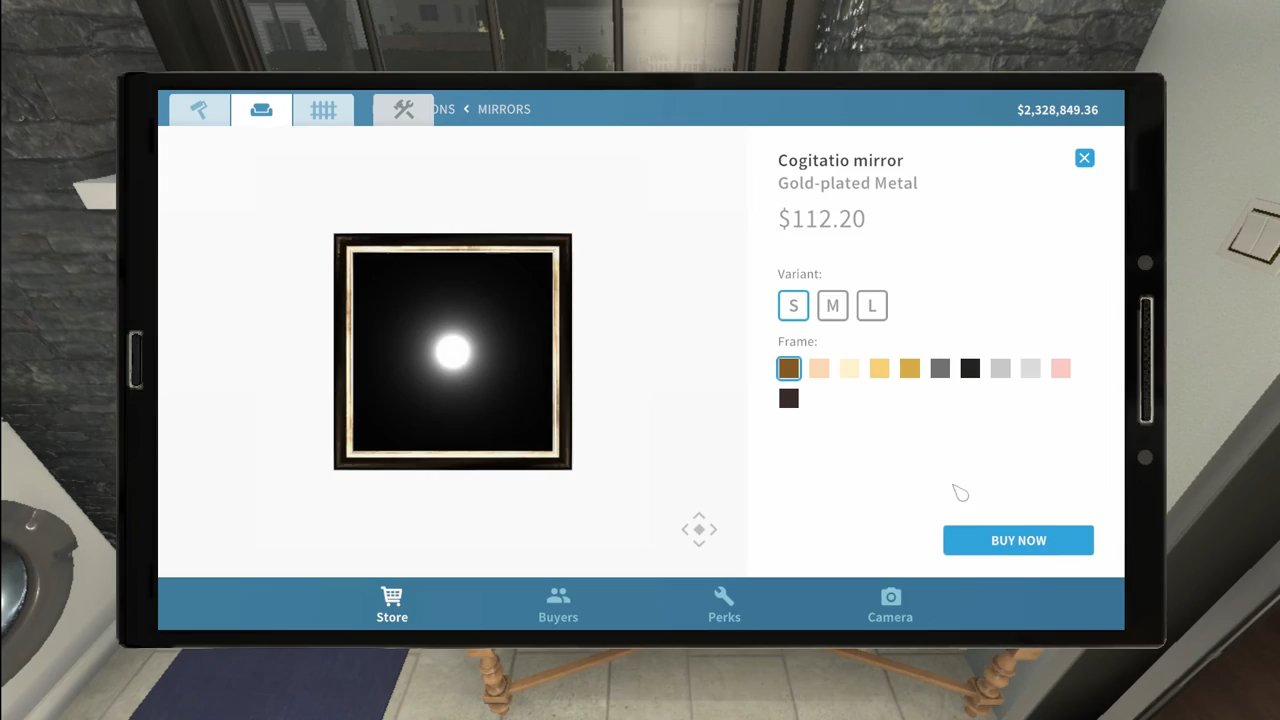 ONS < MIRRORS
$2,328,849.36
Cogitatio mirror
Gold-plated Metal
$112.20
Variant:
S M L
Frame:
BUY NOW
Store Buyers Perks Camera